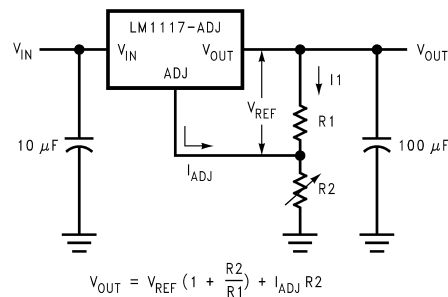 LM1117-ADJ
V_IN
V_IN
V_OUT
V_OUT
ADJ
I1
V_REF
R1
10 μF
100 μF
I_ADJ
R2
V_OUT = V_REF (1 + R2/R1) + I_ADJ R2